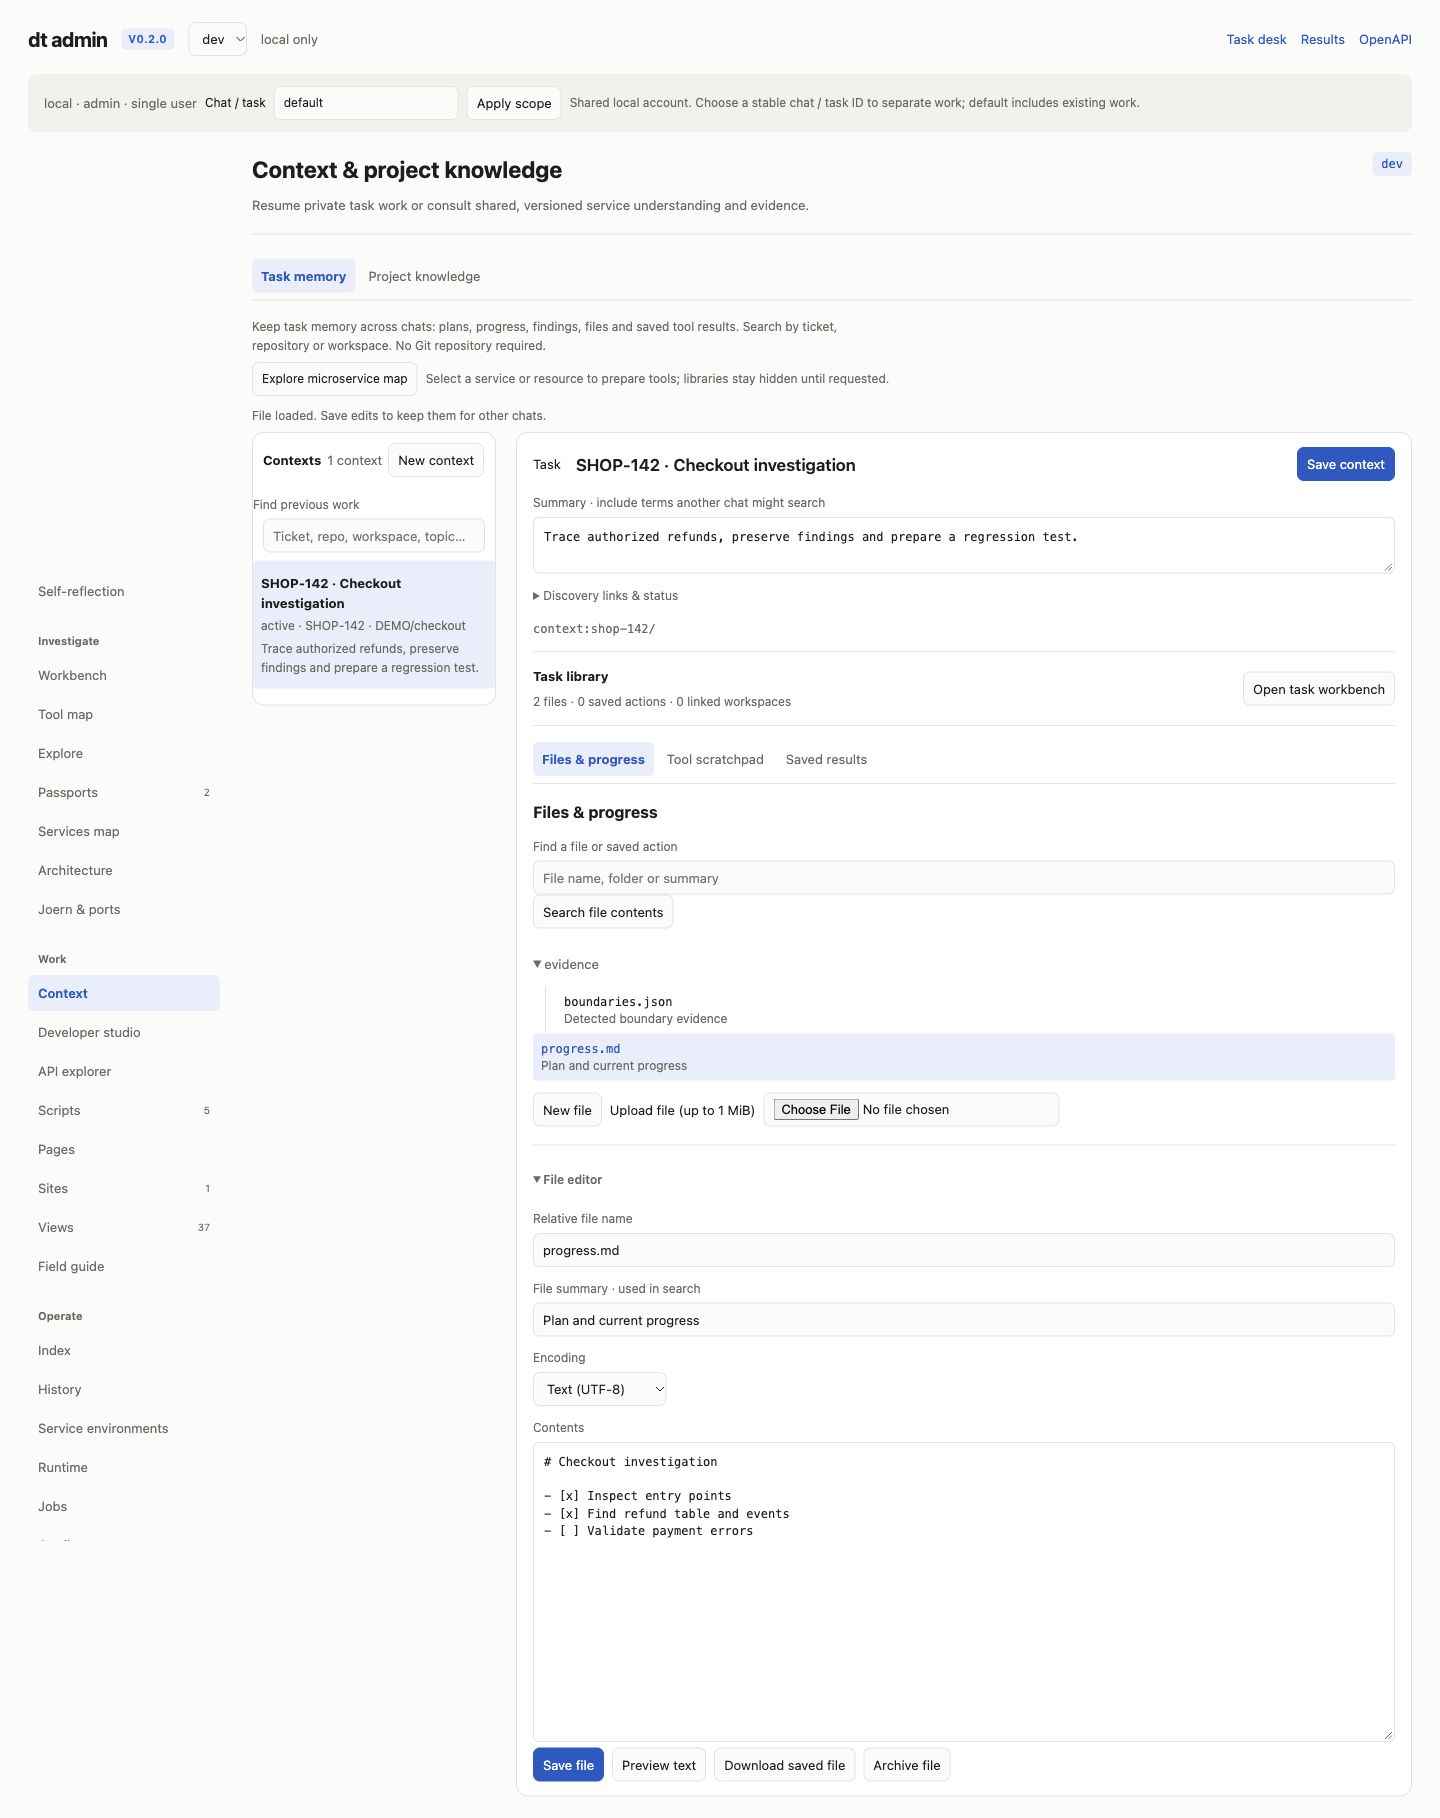 dt admin V0.2.0 dev local only Task desk Results OpenAPI
local · admin · single user Chat / task default Apply scope Shared local account. Choose a stable chat / task ID to separate work; default includes existing work.
Context & project knowledge dev
Resume private task work or consult shared, versioned service understanding and evidence.
Task memory Project knowledge
Keep task memory across chats: plans, progress, findings, files and saved tool results. Search by ticket,
repository or workspace. No Git repository required.
Explore microservice map Select a service or resource to prepare tools; libraries stay hidden until requested.
File loaded. Save edits to keep them for other chats.
Self-reflection
Investigate
Workbench
Tool map
Explore
Passports 2
Services map
Architecture
Joern & ports
Work
Context
Developer studio
API explorer
Scripts 5
Pages
Sites 1
Views 37
Field guide
Operate
Index
History
Service environments
Runtime
Jobs
Contexts 1 context New context
Find previous work
Ticket, repo, workspace, topic...
SHOP-142 · Checkout
investigation
active · SHOP-142 · DEMO/checkout
Trace authorized refunds, preserve
findings and prepare a regression test.
Task SHOP-142 · Checkout investigation Save context
Summary · include terms another chat might search
Trace authorized refunds, preserve findings and prepare a regression test.
Discovery links & status
context:shop-142/
Task library
2 files · 0 saved actions · 0 linked workspaces
Open task workbench
Files & progress Tool scratchpad Saved results
Files & progress
Find a file or saved action
File name, folder or summary
Search file contents
evidence
boundaries.json
Detected boundary evidence
progress.md
Plan and current progress
New file Upload file (up to 1 MiB) Choose File No file chosen
File editor
Relative file name
progress.md
File summary · used in search
Plan and current progress
Encoding
Text (UTF-8)
Contents
# Checkout investigation
- [x] Inspect entry points
- [x] Find refund table and events
- [ ] Validate payment errors
Save file Preview text Download saved file Archive file